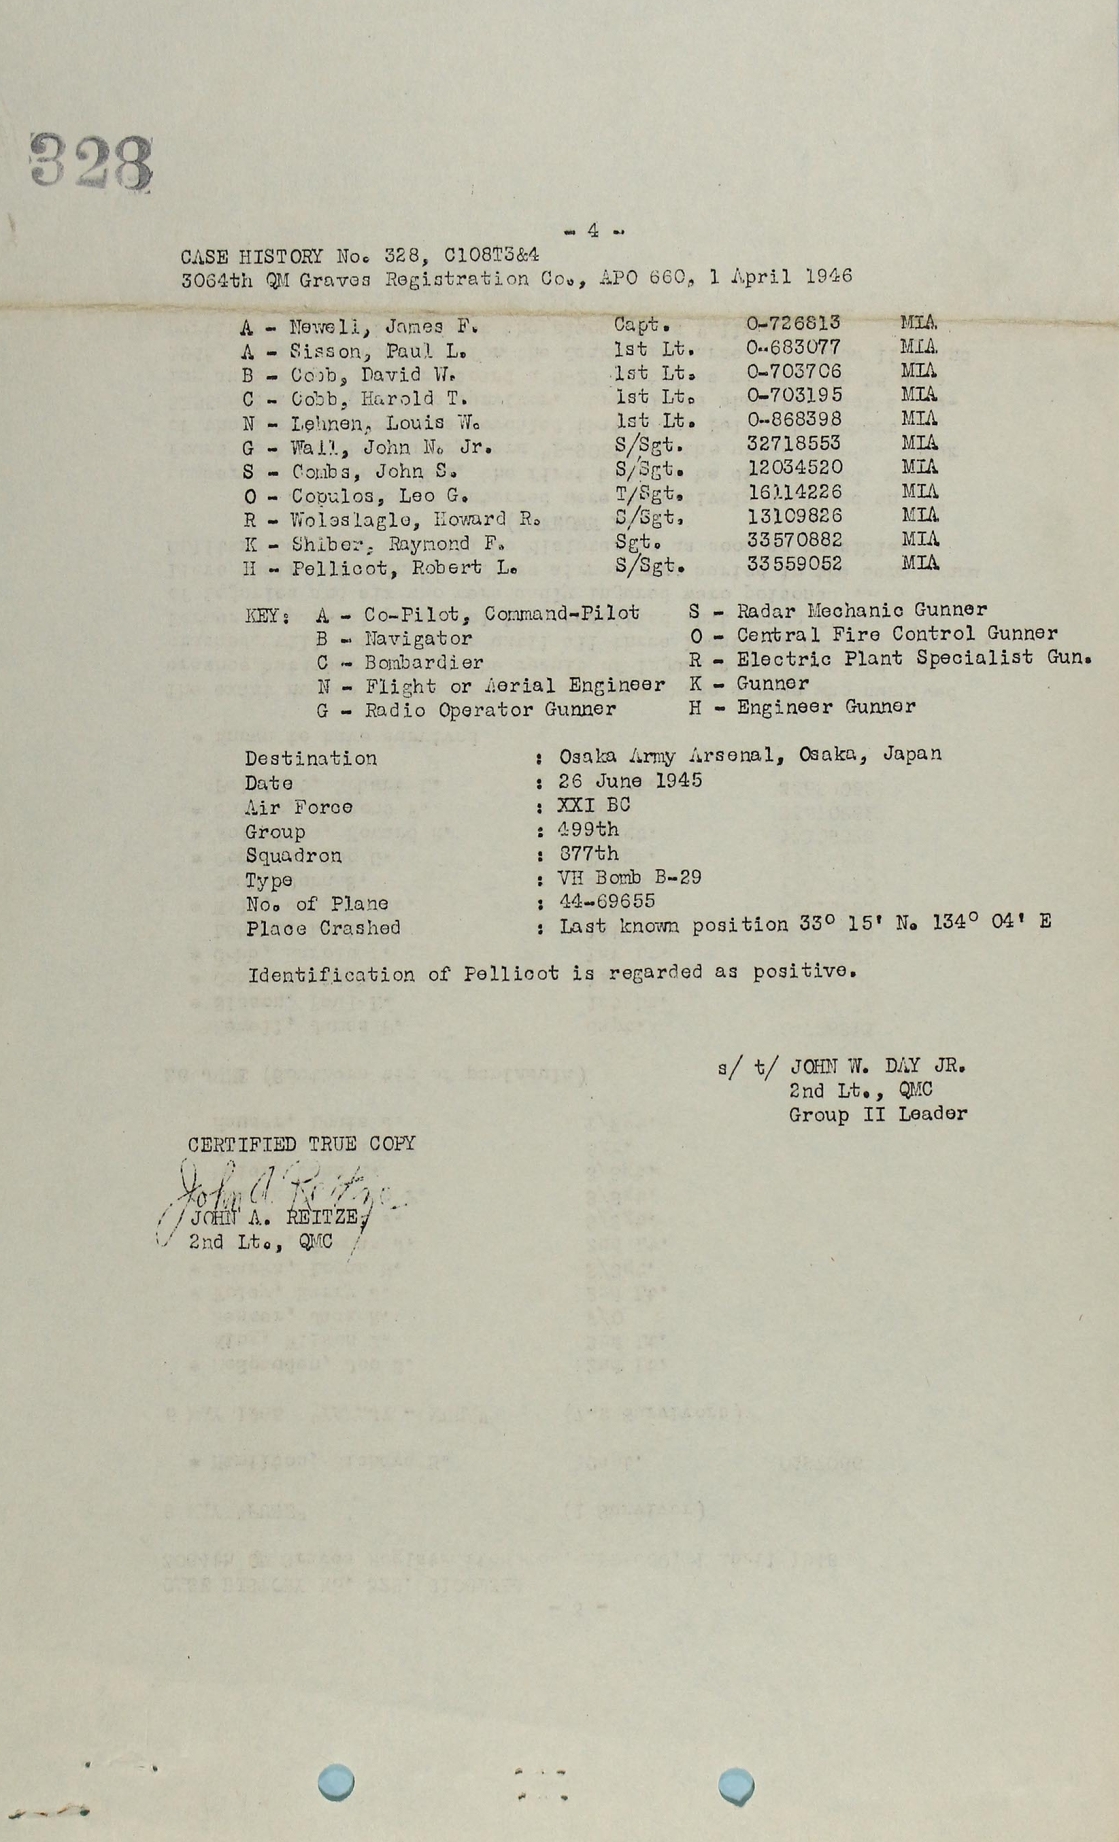 328
- 4 -
CASE HISTORY No. 328, C108T3&4
3064th QM Graves Registration Co., APO 660, 1 April 1946
A - Newell, James F. Capt. 0-726813 MIA
A - Sisson, Paul L. 1st Lt. 0-683077 MIA
B - Cobb, David W. 1st Lt. 0-703706 MIA
C - Cobb, Harold T. 1st Lt. 0-703195 MIA
N - Lehnen, Louis W. 1st Lt. 0-868398 MIA
G - Wall, John N. Jr. S/Sgt. 32718553 MIA
S - Combs, John S. S/Sgt. 12034520 MIA
O - Copulos, Leo G. T/Sgt. 16114226 MIA
R - Woleslagle, Howard R. S/Sgt. 13109826 MIA
K - Shiber, Raymond F. Sgt. 33570882 MIA
H - Pellicot, Robert L. S/Sgt. 33559052 MIA
KEY: A - Co-Pilot, Command-Pilot S - Radar Mechanic Gunner
B - Navigator O - Central Fire Control Gunner
C - Bombardier R - Electric Plant Specialist Gun.
N - Flight or Aerial Engineer K - Gunner
G - Radio Operator Gunner H - Engineer Gunner
Destination : Osaka Army Arsenal, Osaka, Japan
Date : 26 June 1945
Air Force : XXI BC
Group : 499th
Squadron : 877th
Type : VH Bomb B-29
No. of Plane : 44-69655
Place Crashed : Last known position 33° 15' N. 134° 04' E
Identification of Pellicot is regarded as positive.
s/ t/ JOHN W. DAY JR.
2nd Lt., QMC
Group II Leader
CERTIFIED TRUE COPY
John A. Reitze
JOHN A. REITZE
2nd Lt., QMC